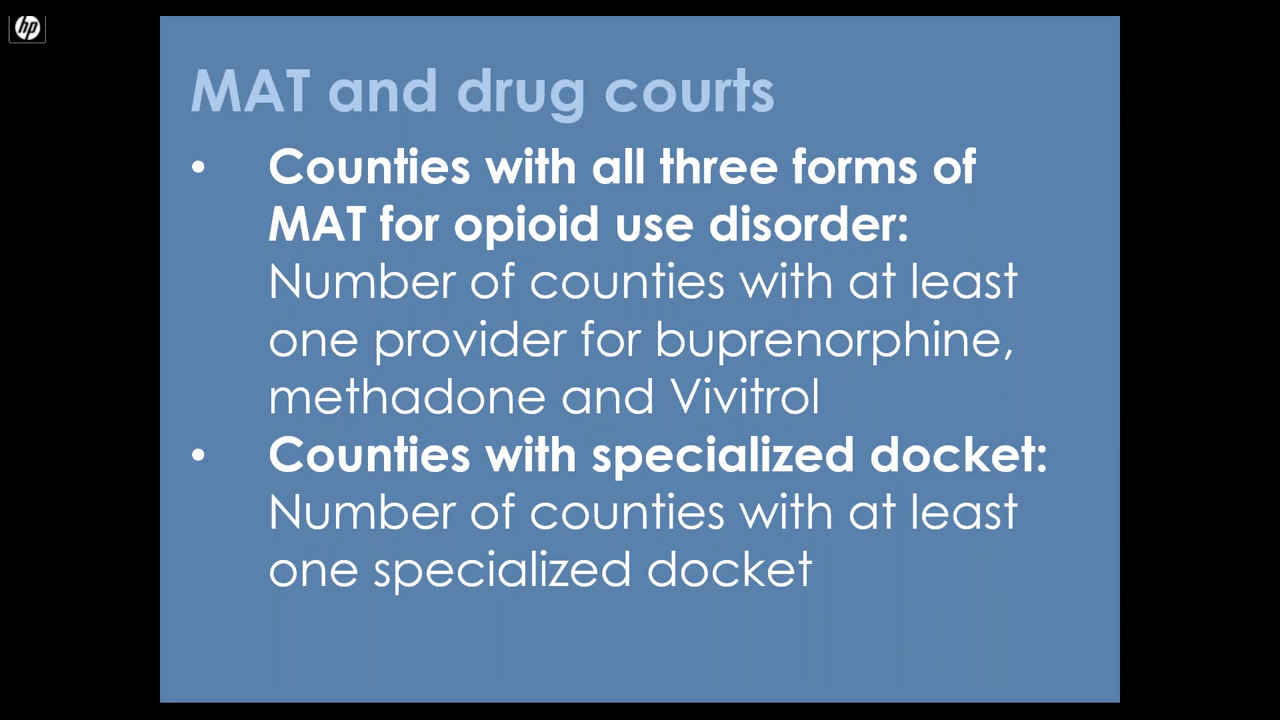 hp
MAT and drug courts
• Counties with all three forms of
MAT for opioid use disorder:
Number of counties with at least
one provider for buprenorphine,
methadone and Vivitrol
• Counties with specialized docket:
Number of counties with at least
one specialized docket